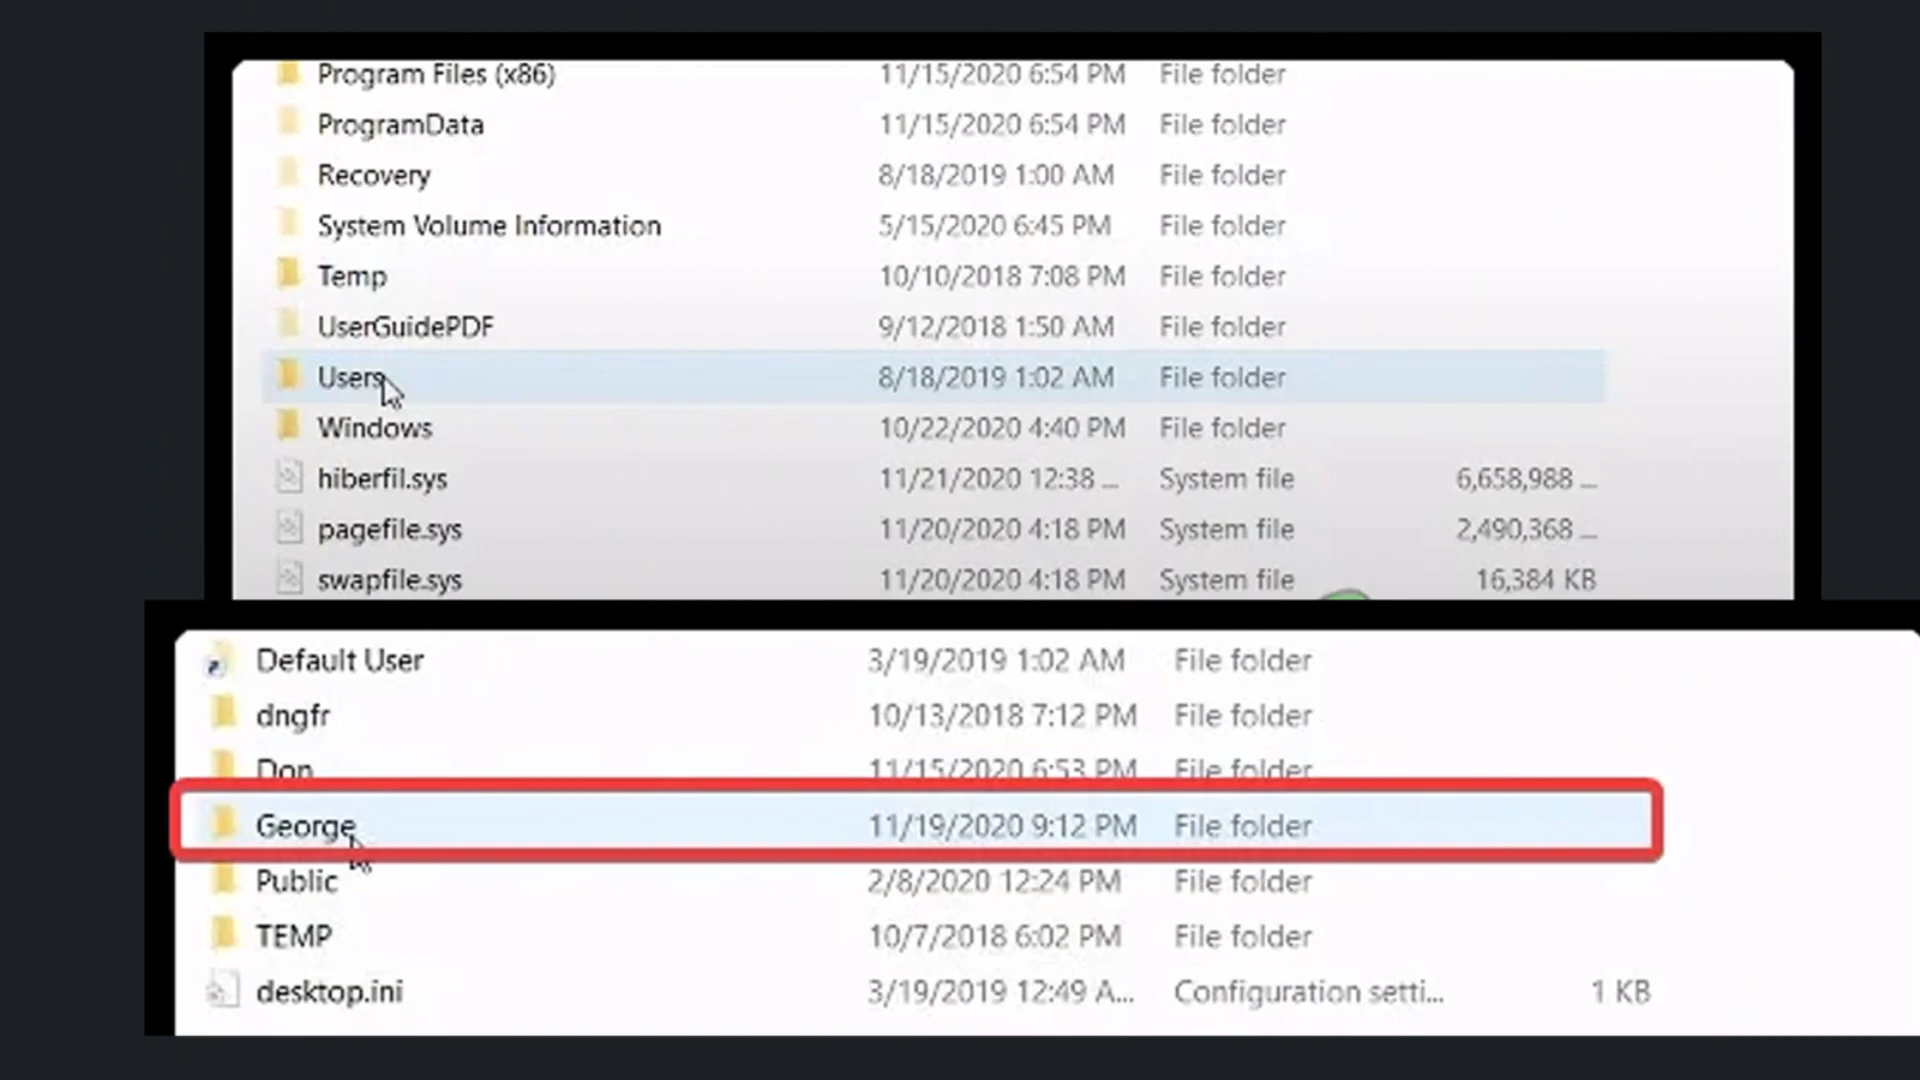 Program Files (x86) 11/15/2020 6:54 PM File folder
ProgramData 11/15/2020 6:54 PM File folder
Recovery 8/18/2019 1:00 AM File folder
System Volume Information 5/15/2020 6:45 PM File folder
Temp 10/10/2018 7:08 PM File folder
UserGuidePDF 9/12/2018 1:50 AM File folder
Users 8/18/2019 1:02 AM File folder
Windows 10/22/2020 4:40 PM File folder
hiberfil.sys 11/21/2020 12:38 ... System file 6,658,988 ...
pagefile.sys 11/20/2020 4:18 PM System file 2,490,368 ...
swapfile.sys 11/20/2020 4:18 PM System file 16,384 KB
Default User 3/19/2019 1:02 AM File folder
dngfr 10/13/2018 7:12 PM File folder
Don 11/15/2020 6:53 PM File folder
George 11/19/2020 9:12 PM File folder
Public 2/8/2020 12:24 PM File folder
TEMP 10/7/2018 6:02 PM File folder
desktop.ini 3/19/2019 12:49 A... Configuration setti... 1 KB